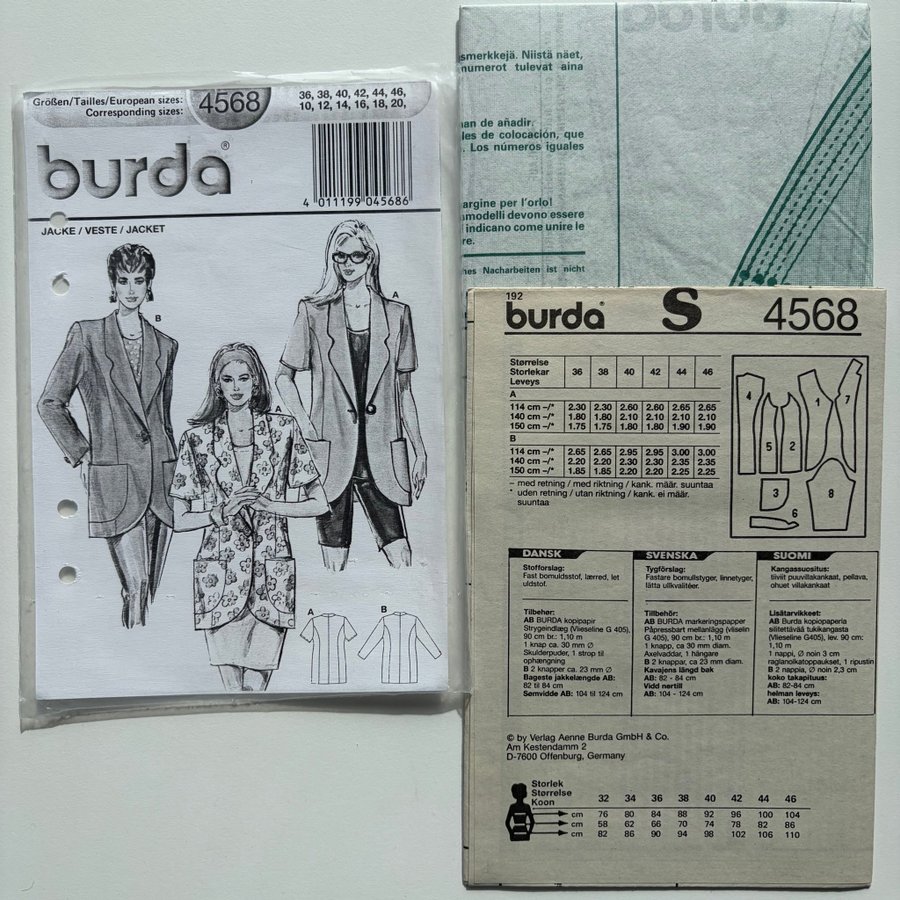 Größen/Tailles/European sizes:
Corresponding sizes:
4568
36, 38, 40, 42, 44, 46,
10, 12, 14, 16, 18, 20,
burda®
4 011199 045686
JACKE / VESTE / JACKET
B
A
A
A
B
burda
smerkkejä. Niistä näet,
numerot tulevat aina
an de añadir.
les de colocación, que
. Los números iguales
argine per l'orlo!
modelli devono essere
indicano come unire le
re.
nes Nacharbeiten ist nicht
192
burda® S 4568
Størrelse
Storlekar
Leveys
36 38 40 42 44 46
A
114 cm –/* 2.30 2.30 2.60 2.60 2.65 2.65
140 cm –/* 1.80 1.80 2.10 2.10 2.10 2.10
150 cm –/* 1.75 1.75 1.80 1.80 1.90 1.90
B
114 cm –/* 2.65 2.65 2.95 2.95 3.00 3.00
140 cm –/* 2.20 2.20 2.30 2.30 2.35 2.35
150 cm –/* 1.85 1.85 2.20 2.20 2.25 2.25
– med retning / med riktning / kank. määr. suuntaa
* uden retning / utan riktning / kank. ei määr.
suuntaa
4 5 2 1 7
3 6 8
DANSK
Stofforslag:
Fast bomuldsstof, lærred, let
uldstof.
Tilbehør:
AB BURDA kopipapir
Strygeindlæg (Vlieseline G 405),
90 cm br.: 1,10 m
1 knap ca. 30 mm Ø
Skulderpuder, 1 strop til
ophængning
B 2 knapper ca. 23 mm Ø
Bageste jakkelængde AB:
82 til 84 cm
Sømvidde AB: 104 til 124 cm
SVENSKA
Tygförslag:
Fastare bomullstyger, linnetyger,
lätta ullkvalitéer.
Tillbehör:
AB BURDA markeringspapper
Påpressbart mellanlägg (vlieselin
G 405), 90 cm br.: 1,10 m
1 knapp, ca 30 mm diam.
Axelvaddar, 1 hängare
B 2 knappar, ca 23 mm diam.
Kavajens längd bak
AB: 82 - 84 cm
Vidd nertill
AB: 104 - 124 cm
SUOMI
Kangassuositus:
tiiviit puuvillakankaat, pellava,
ohuet villakankaat
Lisätarvikkeet:
AB Burda kopiopaperia
silitettävää tukikangasta
(Vlieseline G405), lev. 90 cm:
1,10 m
1 nappi, Ø noin 3 cm
raglanolkatoppaukset, 1 ripustin
B 2 nappia, Ø noin 2,3 cm
koko takapituus:
AB: 82-84 cm
helman leveys:
AB: 104-124 cm
© by Verlag Aenne Burda GmbH & Co.
Am Kestendamm 2
D-7600 Offenburg, Germany
Storlek
Størrelse
Koon
32 34 36 38 40 42 44 46
cm 76 80 84 88 92 96 100 104
cm 58 62 66 70 74 78 82 86
cm 82 86 90 94 98 102 106 110